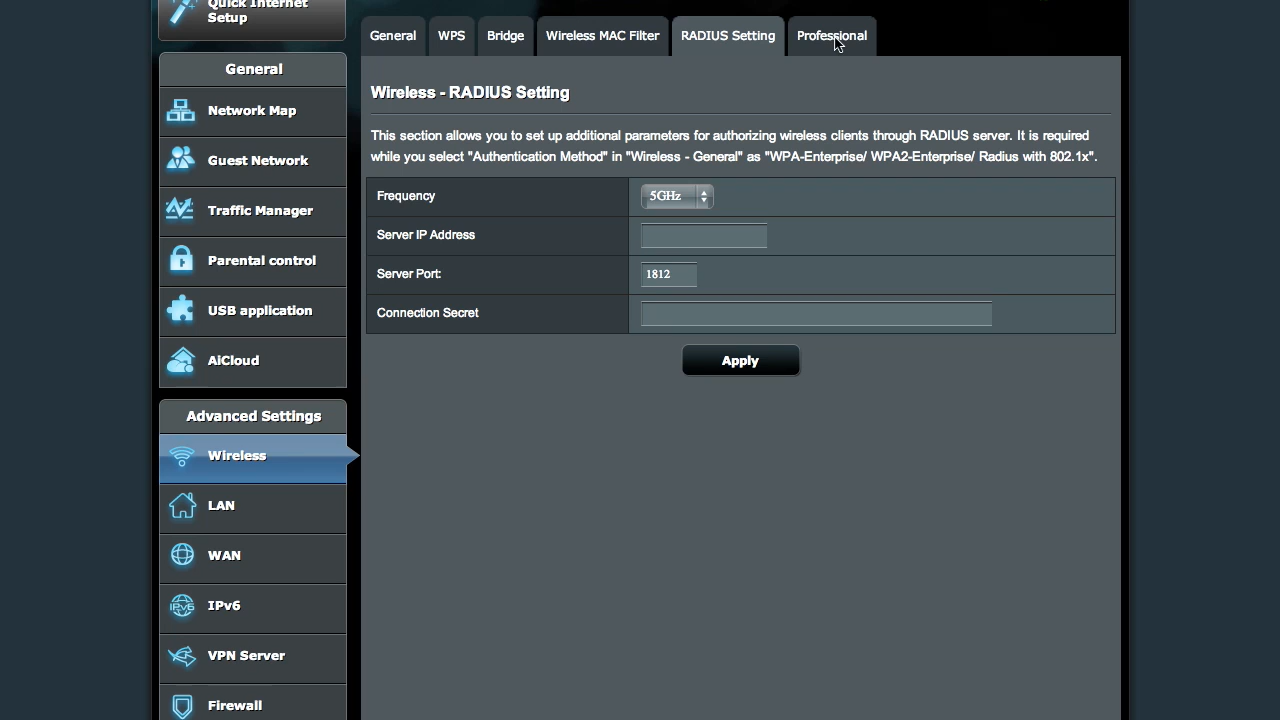 Quick Internet
Setup
General
Network Map
Guest Network
Traffic Manager
Parental control
USB application
AiCloud
Advanced Settings
Wireless
LAN
WAN
IPv6
VPN Server
Firewall
General WPS Bridge Wireless MAC Filter RADIUS Setting Professional
Wireless - RADIUS Setting
This section allows you to set up additional parameters for authorizing wireless clients through RADIUS server. It is required
while you select "Authentication Method" in "Wireless - General" as "WPA-Enterprise/ WPA2-Enterprise/ Radius with 802.1x".
Frequency 5GHz
Server IP Address
Server Port: 1812
Connection Secret
Apply